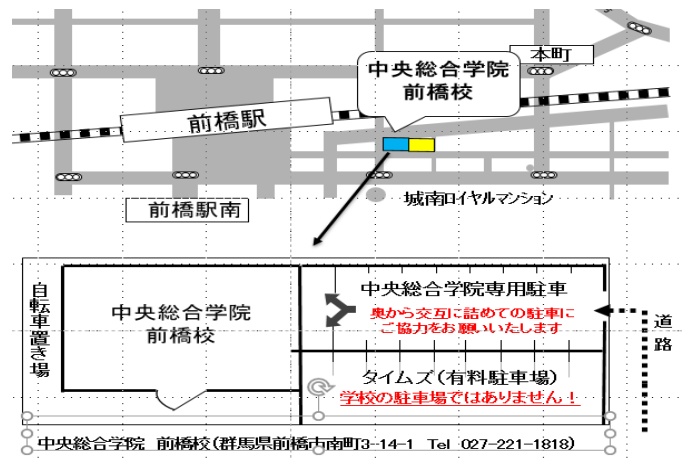 本町
中央総合学院
前橋校
前橋駅
城南ロイヤルマンション
前橋駅南
自転車置き場
中央総合学院
前橋校
中央総合学院専用駐車
奥から交互に詰めての駐車に
ご協力をお願いいたします
道路
タイムズ(有料駐車場)
学校の駐車場ではありません!
中央総合学院 前橋校(群馬県前橋市南町3-14-1 Tel 027-221-1818)